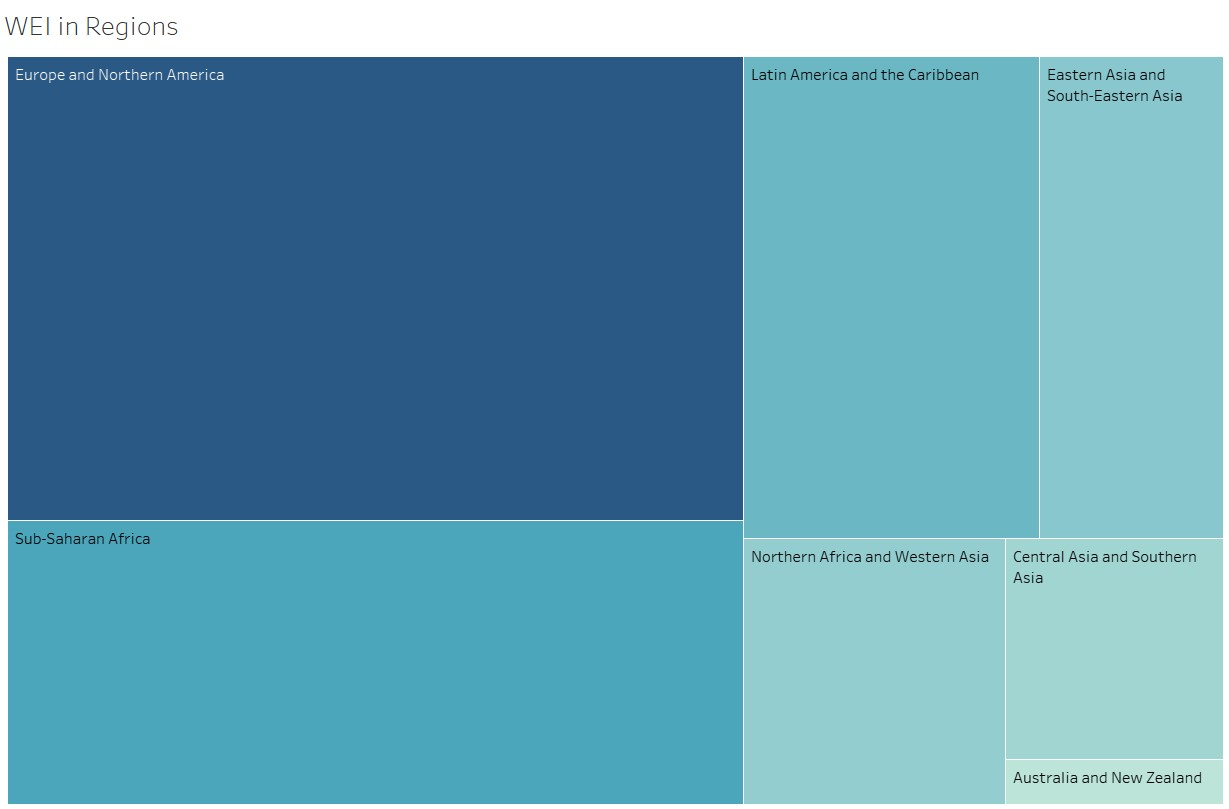 WEI in Regions
Europe and Northern America
Latin America and the Caribbean
Eastern Asia and
South-Eastern Asia
Sub-Saharan Africa
Northern Africa and Western Asia
Central Asia and Southern
Asia
Australia and New Zealand